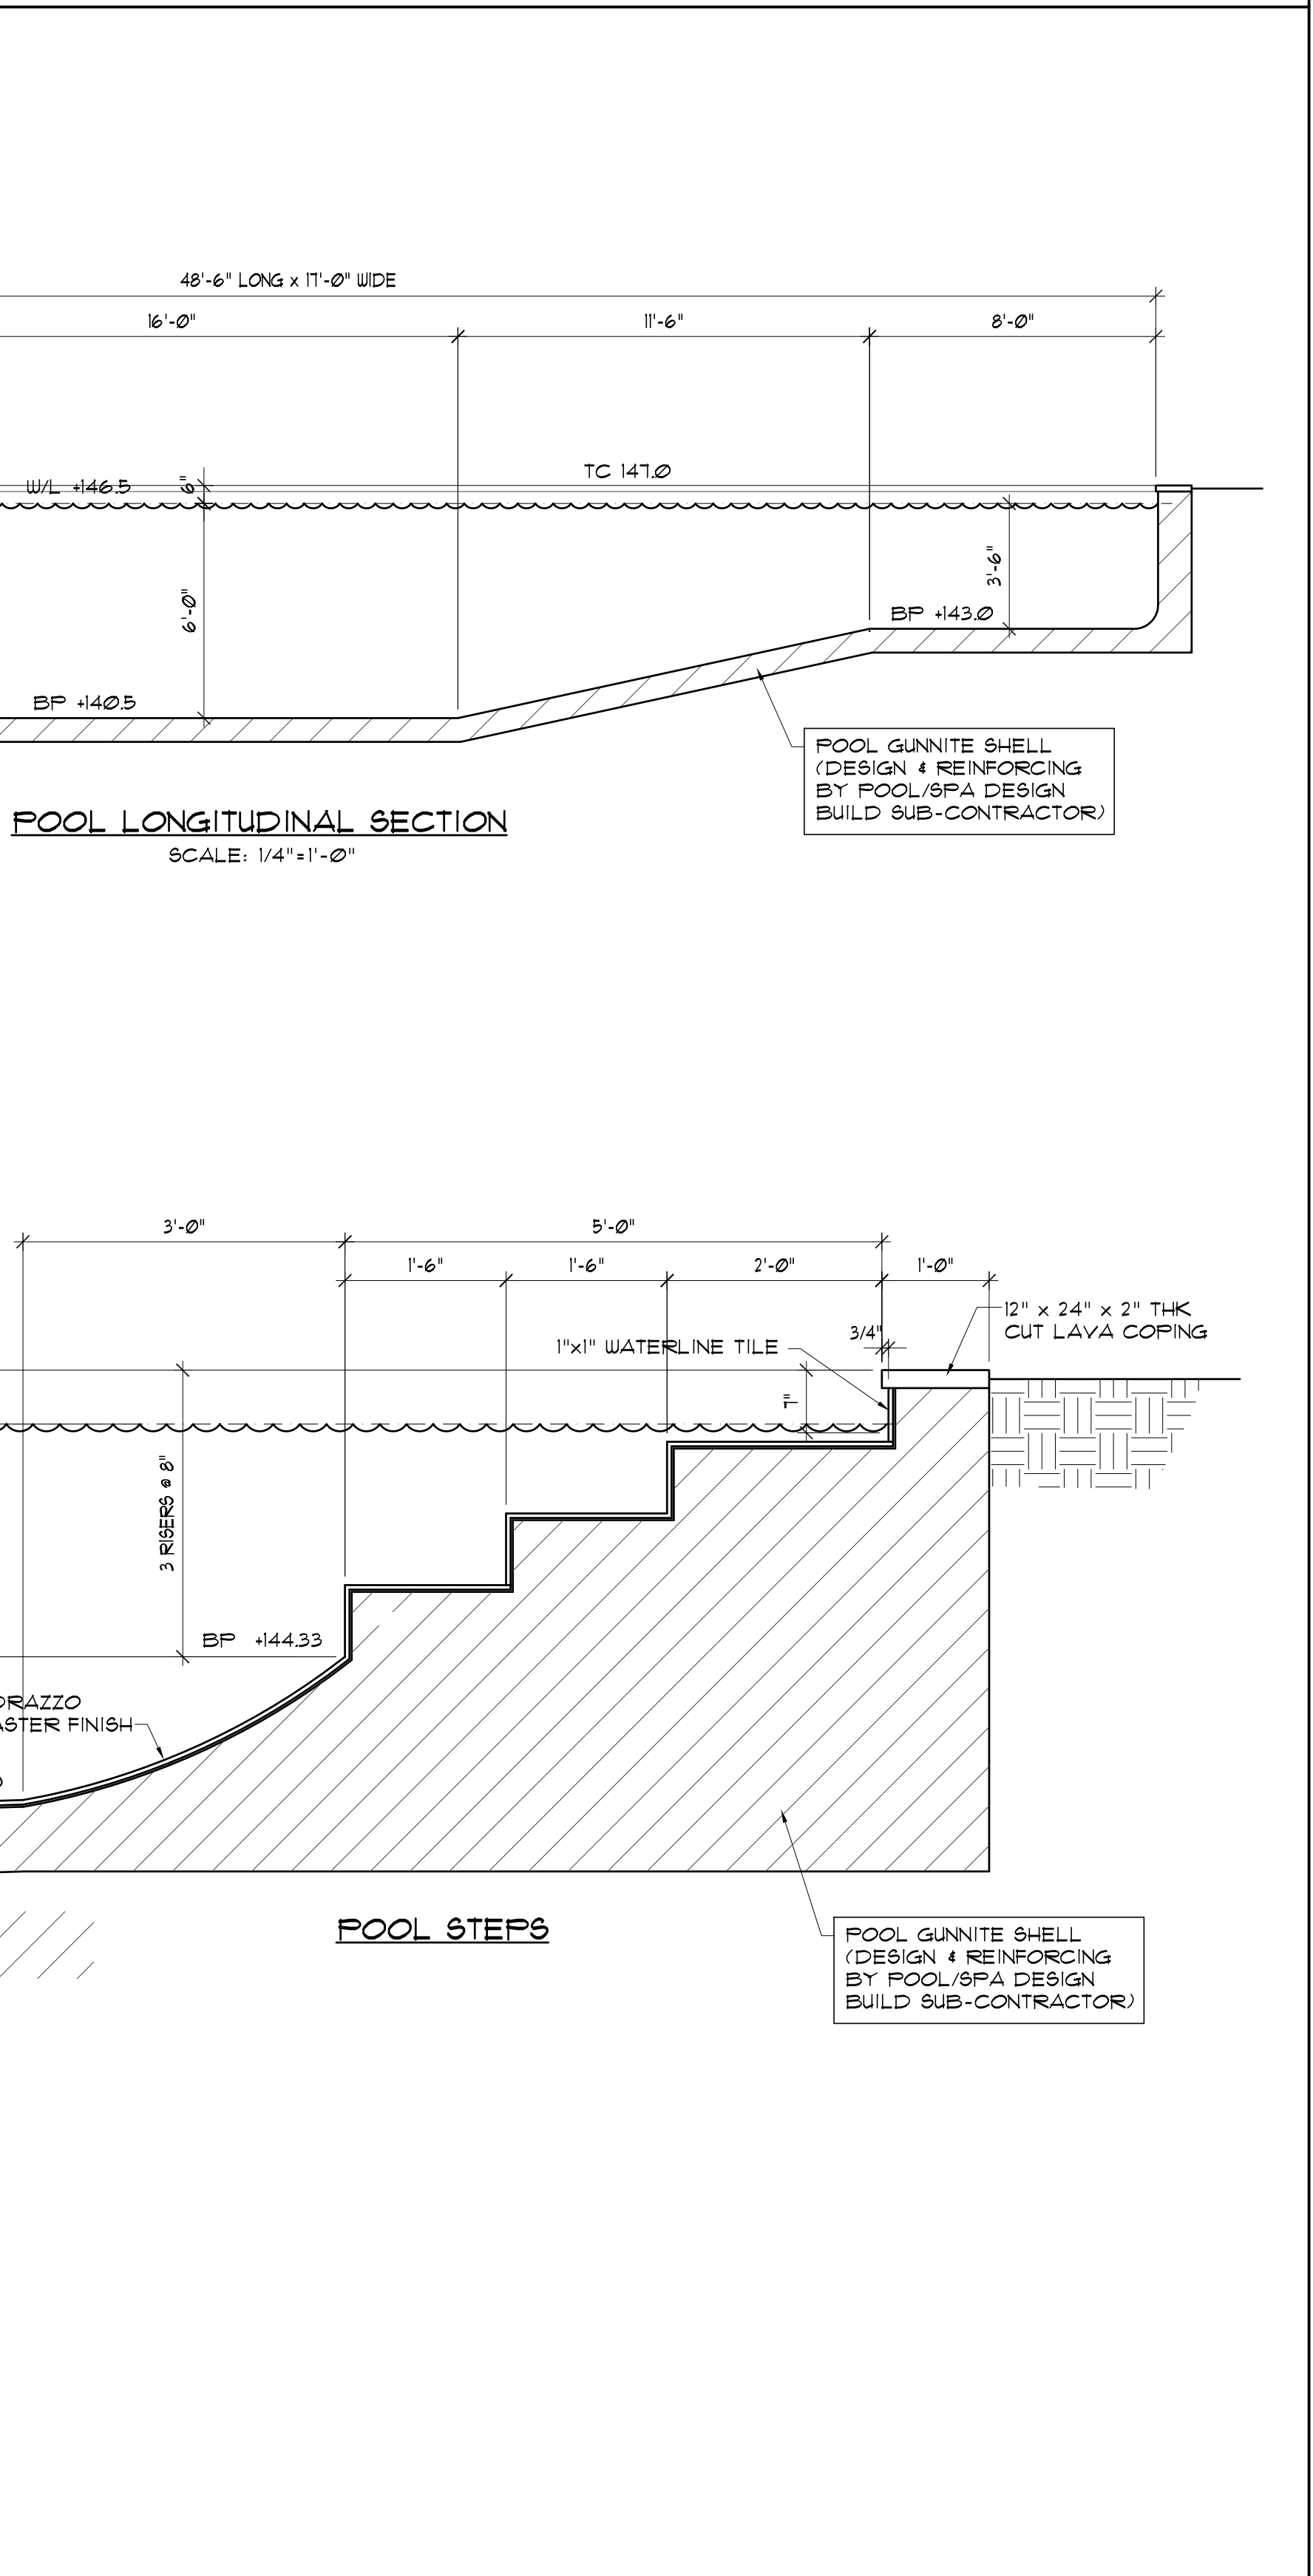 48'-6" LONG x 17'-0" WIDE
16'-0"
11'-6"
8'-0"
TC 147.0
W/L +146.5
6"
3'-6"
6'-0"
BP +143.0
BP +140.5
POOL GUNNITE SHELL
(DESIGN & REINFORCING
BY POOL/SPA DESIGN
BUILD SUB-CONTRACTOR)
POOL LONGITUDINAL SECTION
SCALE: 1/4"=1'-0"
3'-0"
5'-0"
1'-6"
1'-6"
2'-0"
1'-0"
12" x 24" x 2" THK
CUT LAVA COPING
3/4"
1"x1" WATERLINE TILE
7"
3 RISERS @ 8"
BP +144.33
ORAZZO
ASTER FINISH
POOL STEPS
POOL GUNNITE SHELL
(DESIGN & REINFORCING
BY POOL/SPA DESIGN
BUILD SUB-CONTRACTOR)